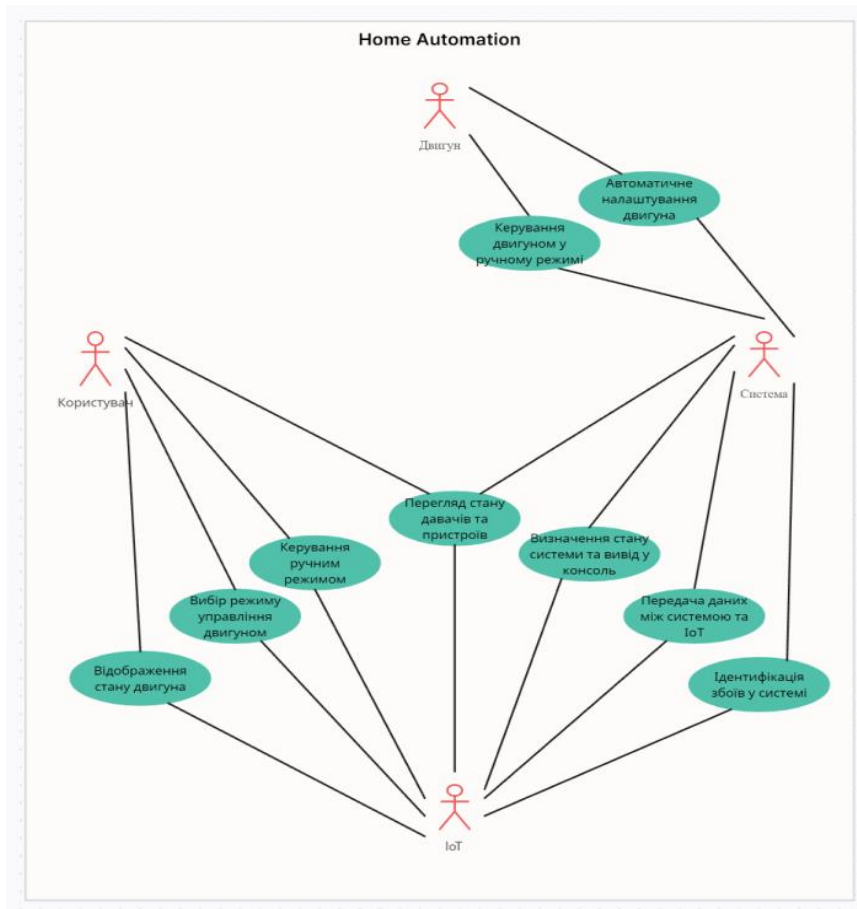 Home Automation
Двигун
Автоматичне
налаштування
двигуна
Керування
двигуном у
ручному режимі
Користувач
Система
Перегляд стану
давачів та
пристроїв
Визначення стану
системи та вивід у
консоль
Керування
ручним
режимом
Вибір режиму
управління
двигуном
Передача даних
між системою та
IoT
Відображення
стану двигуна
Ідентифікація
збоїв у системі
IoT